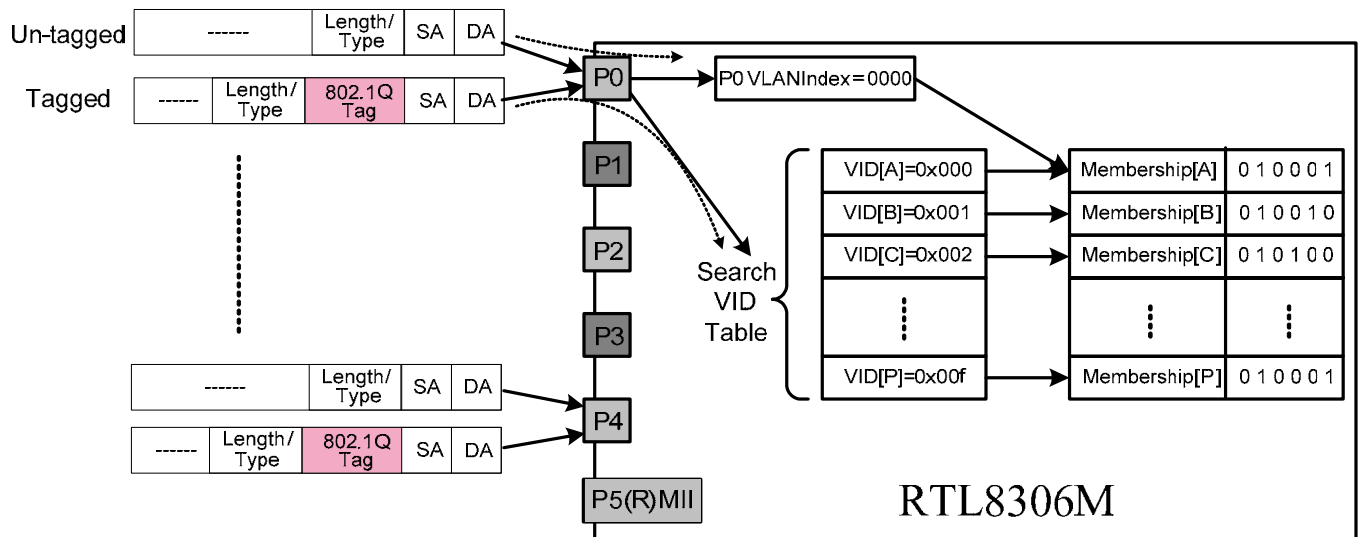 Un-tagged
------ Length/ Type SA DA
Tagged
------ Length/ Type 802.1Q Tag SA DA
P0
P0 VLANIndex=0000
P1
P2
P3
P4
P5(R)MII
Search
VID
Table
VID[A]=0x000 Membership[A] 0 1 0 0 0 1
VID[B]=0x001 Membership[B] 0 1 0 0 1 0
VID[C]=0x002 Membership[C] 0 1 0 1 0 0
VID[P]=0x00f Membership[P] 0 1 0 0 0 1
------ Length/ Type SA DA
------ Length/ Type 802.1Q Tag SA DA
RTL8306M